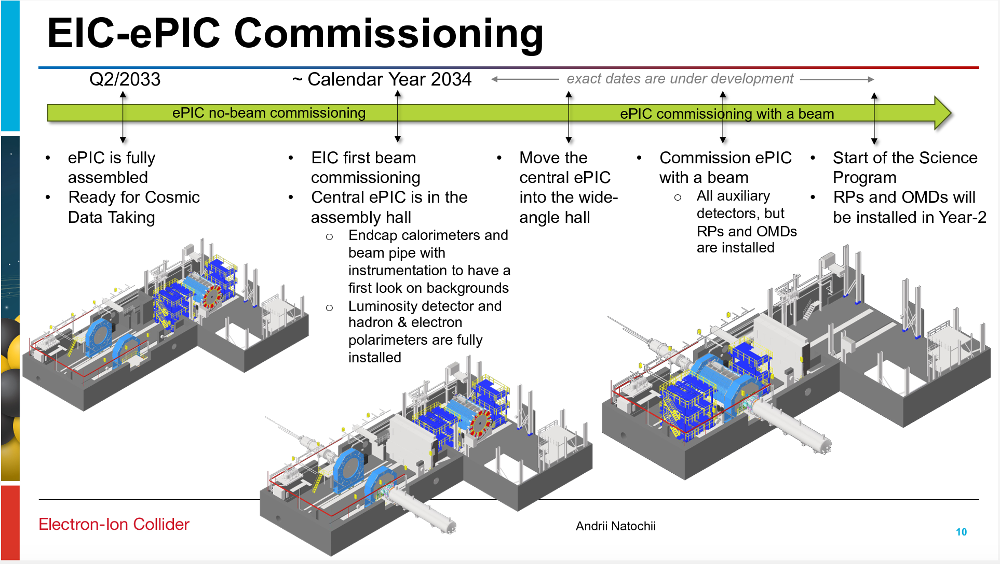 EIC-ePIC Commissioning
Q2/2033
~ Calendar Year 2034
exact dates are under development
ePIC no-beam commissioning
ePIC commissioning with a beam
• ePIC is fully
assembled
• Ready for Cosmic
Data Taking
• EIC first beam
commissioning
• Central ePIC is in the
assembly hall
o Endcap calorimeters and
beam pipe with
instrumentation to have a
first look on backgrounds
o Luminosity detector and
hadron & electron
polarimeters are fully
installed
• Move the
central ePIC
into the wide-
angle hall
• Commission ePIC
with a beam
o All auxiliary
detectors, but
RPs and OMDs
are installed
• Start of the Science
Program
• RPs and OMDs will
be installed in Year-2
Electron-Ion Collider
Andrii Natochii
10